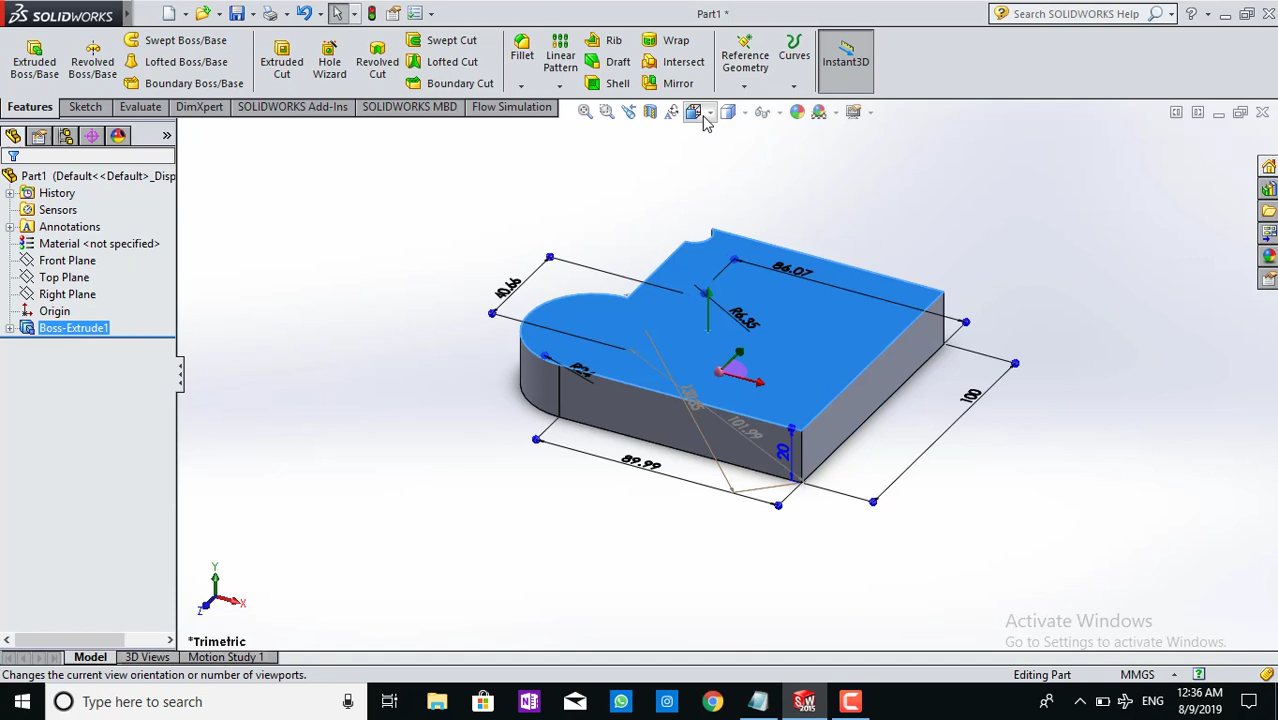 SOLIDWORKS
Part1 *
Search SOLIDWORKS Help
Extruded Boss/Base
Revolved Boss/Base
Swept Boss/Base
Lofted Boss/Base
Boundary Boss/Base
Extruded Cut
Hole Wizard
Revolved Cut
Swept Cut
Lofted Cut
Boundary Cut
Fillet
Linear Pattern
Rib
Draft
Shell
Wrap
Intersect
Mirror
Reference Geometry
Curves
Instant3D
Features
Sketch
Evaluate
DimXpert
SOLIDWORKS Add-Ins
SOLIDWORKS MBD
Flow Simulation
Part1 (Default<<Default>_Disp
History
Sensors
Annotations
Material <not specified>
Front Plane
Top Plane
Right Plane
Origin
Boss-Extrude1
40.66
86.07
R6.35
101.99
20
100
89.99
Y
Z
X
*Trimetric
Activate Windows
Go to Settings to activate Windows.
Model
3D Views
Motion Study 1
Changes the current view orientation or number of viewports.
Editing Part
MMGS
Type here to search
SW
2015
ENG
12:36 AM
8/9/2019